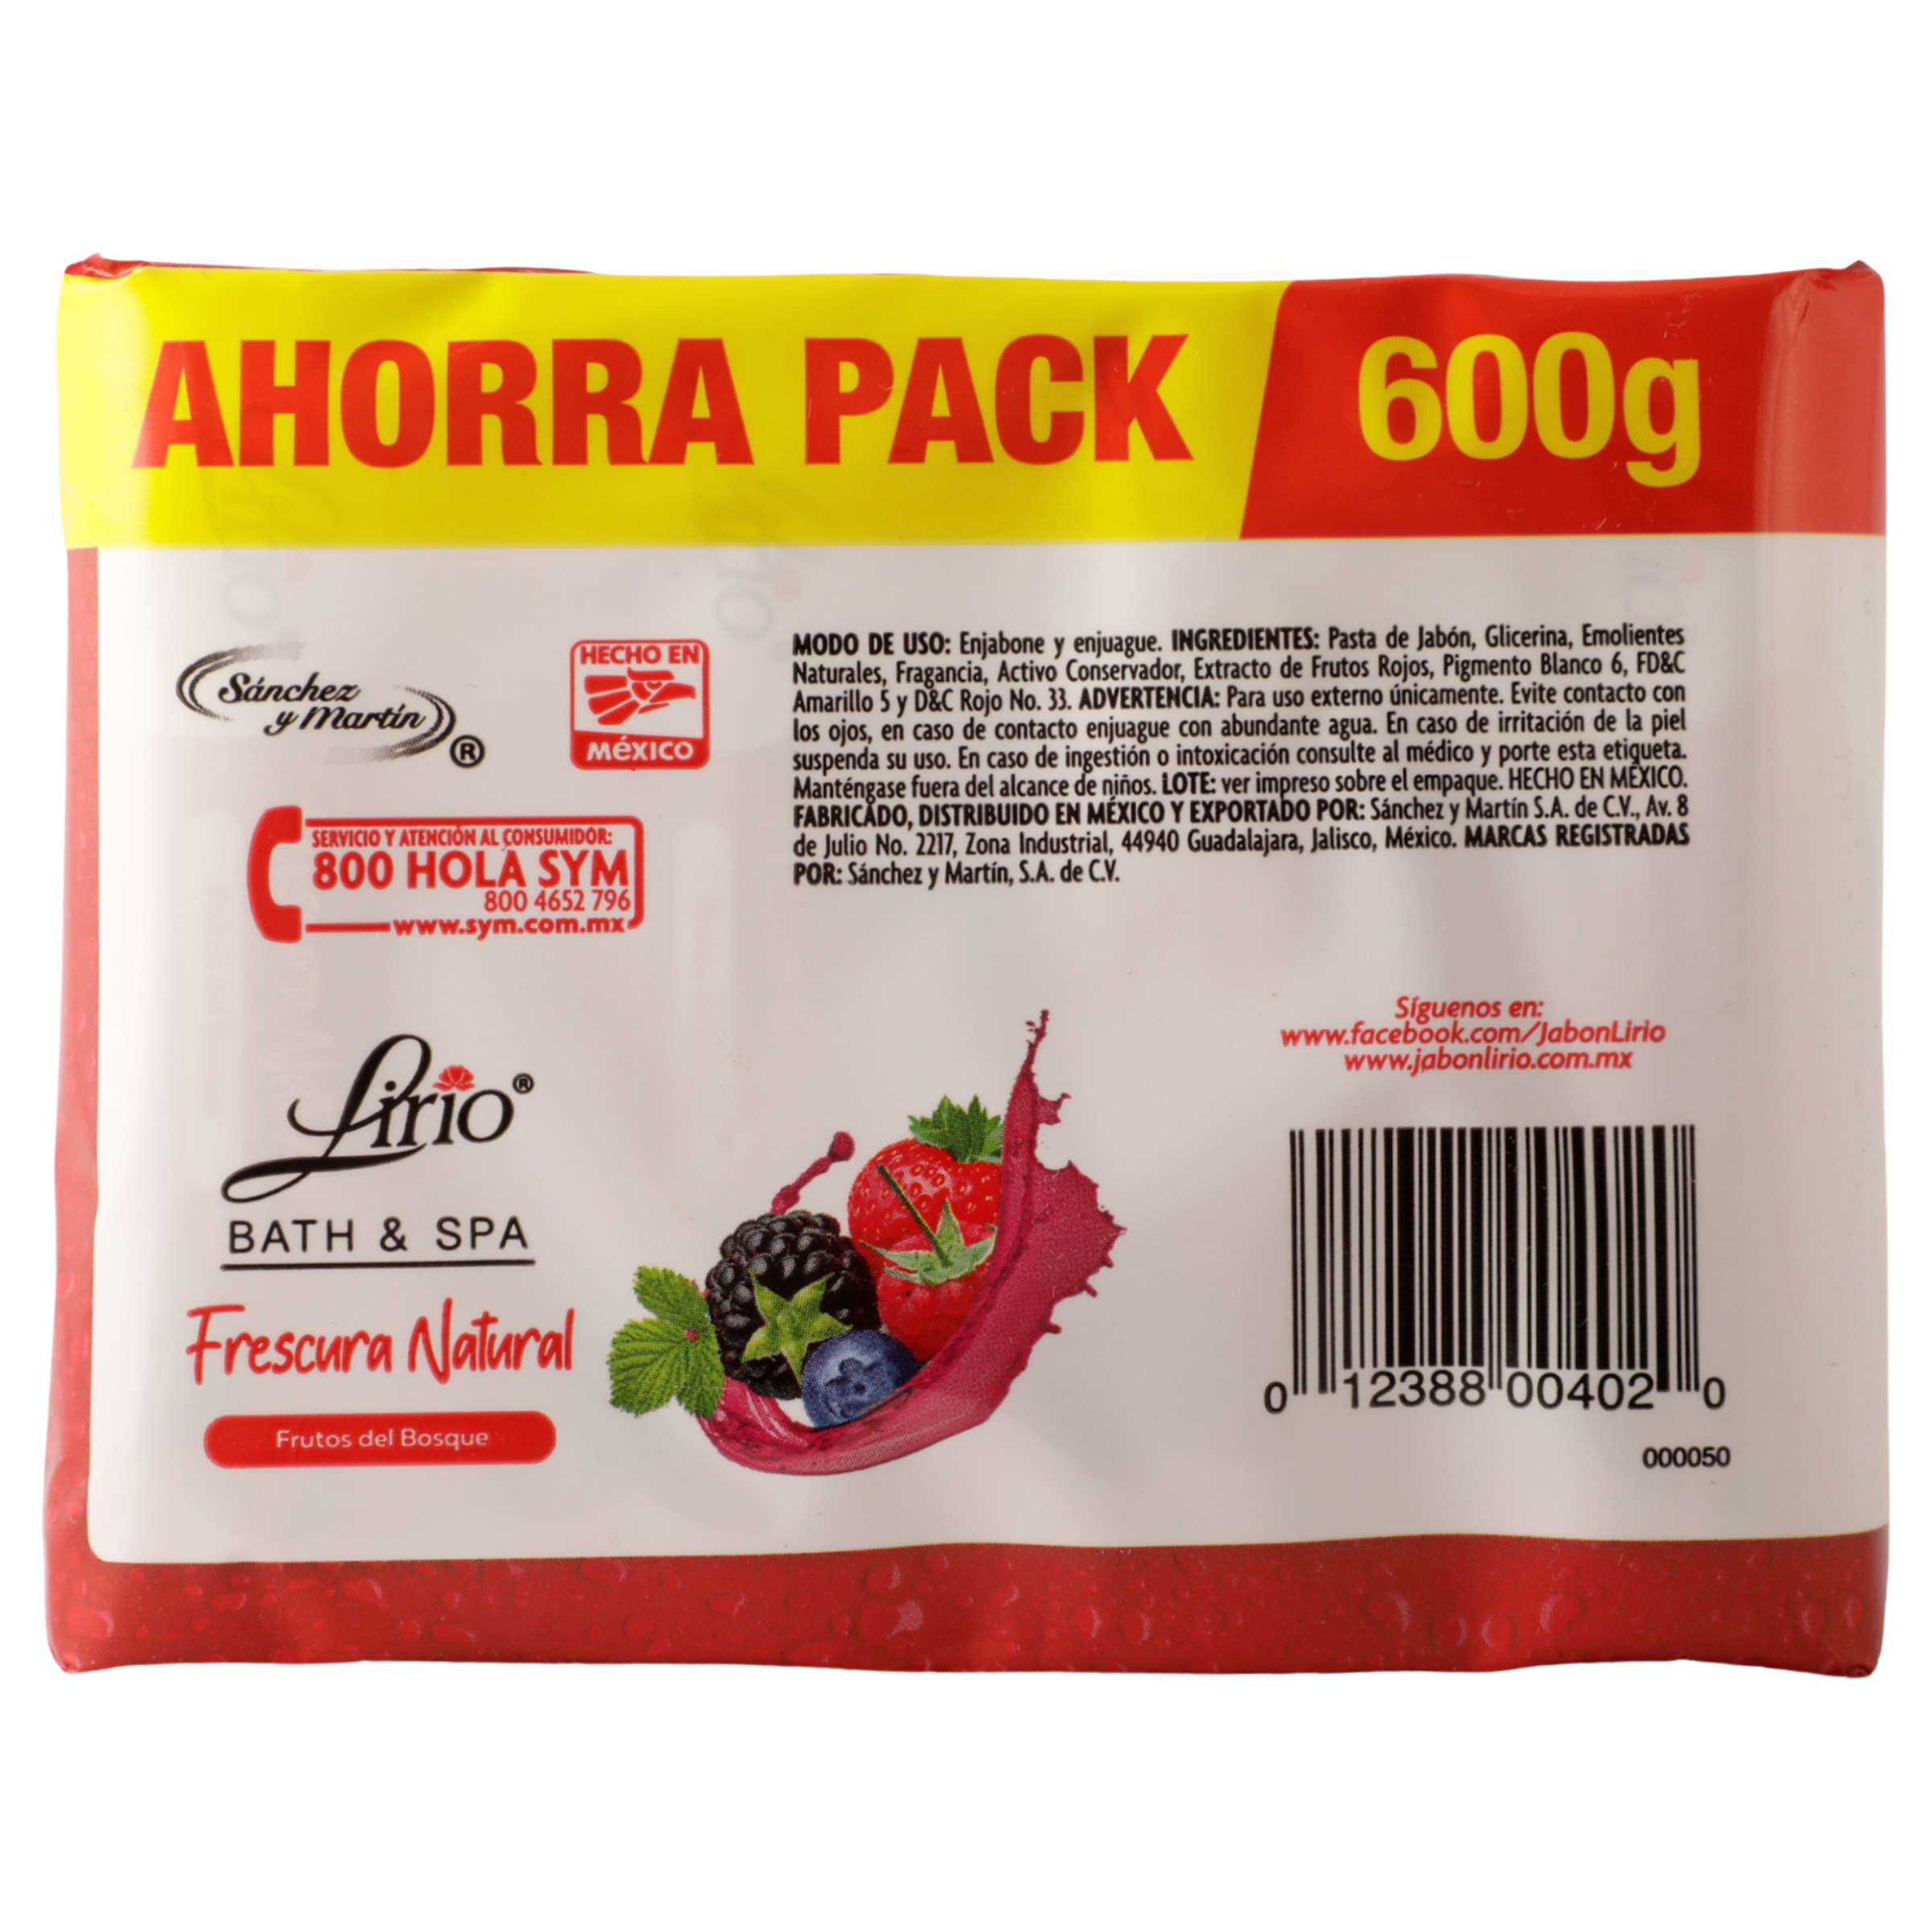 AHORRA PACK 600g
Sánchez
y Martín ®
HECHO EN
MÉXICO
SERVICIO Y ATENCIÓN AL CONSUMIDOR:
800 HOLA SYM
800 4652 796
www.sym.com.mx
MODO DE USO: Enjabone y enjuague. INGREDIENTES: Pasta de Jabón, Glicerina, Emolientes
Naturales, Fragancia, Activo Conservador, Extracto de Frutos Rojos, Pigmento Blanco 6, FD&C
Amarillo 5 y D&C Rojo No. 33. ADVERTENCIA: Para uso externo únicamente. Evite contacto con
los ojos, en caso de contacto enjuague con abundante agua. En caso de irritación de la piel
suspenda su uso. En caso de ingestión o intoxicación consulte al médico y porte esta etiqueta.
Manténgase fuera del alcance de niños. LOTE: ver impreso sobre el empaque. HECHO EN MÉXICO.
FABRICADO, DISTRIBUIDO EN MÉXICO Y EXPORTADO POR: Sánchez y Martín S.A. de C.V., Av. 8
de Julio No. 2217, Zona Industrial, 44940 Guadalajara, Jalisco, México. MARCAS REGISTRADAS
POR: Sánchez y Martín, S.A. de C.V.
Lirio®
BATH & SPA
Frescura Natural
Frutos del Bosque
Síguenos en:
www.facebook.com/JabonLirio
www.jabonlirio.com.mx
0 12388 00402 0
000050